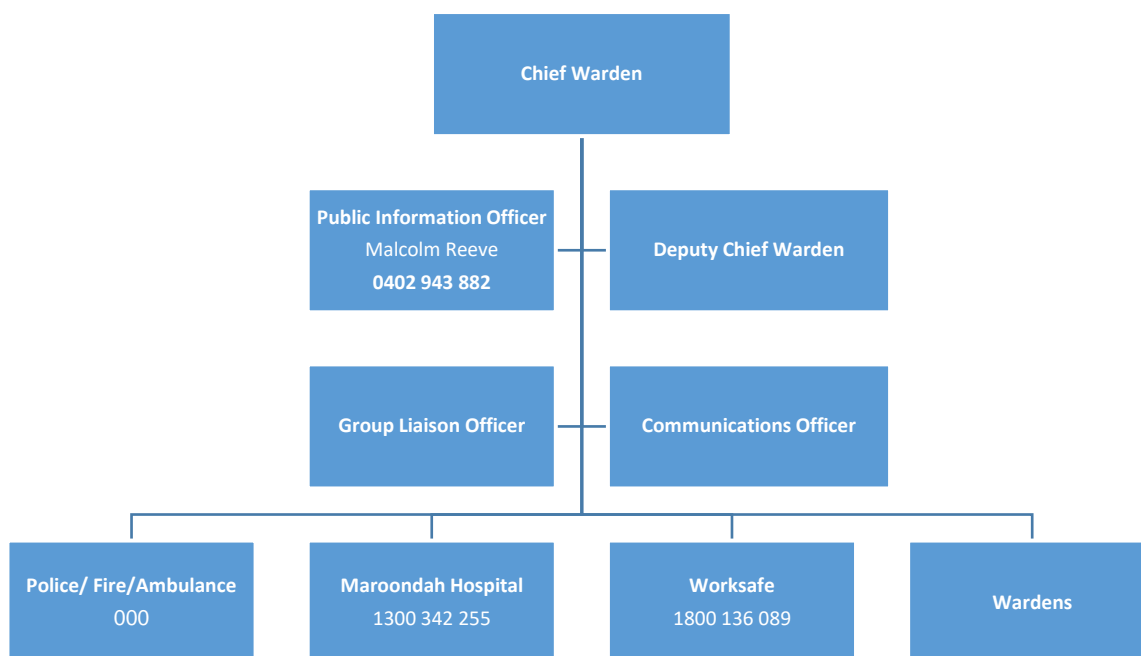 Chief Warden
Public Information Officer
Malcolm Reeve
0402 943 882
Deputy Chief Warden
Group Liaison Officer
Communications Officer
Police/ Fire/Ambulance
000
Maroondah Hospital
1300 342 255
Worksafe
1800 136 089
Wardens